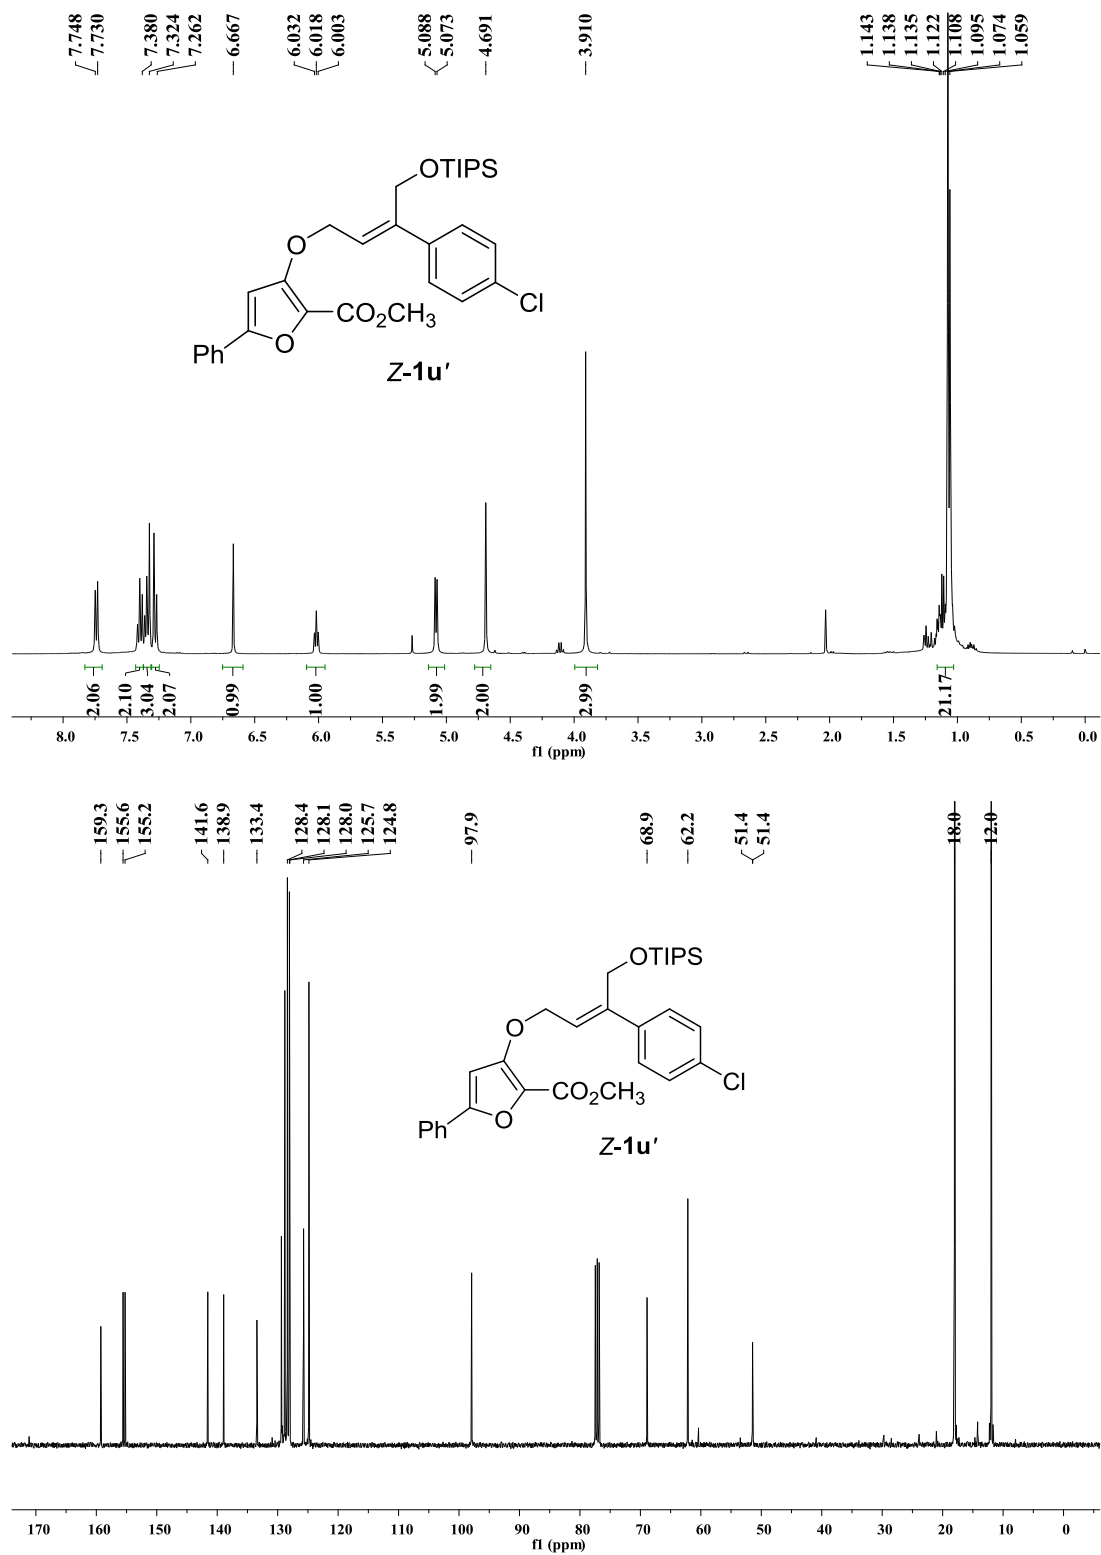 7.748
7.730
7.380
7.324
7.262
6.667
6.032
6.018
6.003
5.088
5.073
4.691
3.910
1.143
1.138
1.135
1.122
1.108
1.095
1.074
1.059
OTIPS
O
Cl
CO2CH3
O
Ph
Z-1u′
2.06
2.10
3.04
2.07
0.99
1.00
1.99
2.00
2.99
21.17
8.0 7.5 7.0 6.5 6.0 5.5 5.0 4.5 4.0 3.5 3.0 2.5 2.0 1.5 1.0 0.5 0.0
f1 (ppm)
159.3
155.6
155.2
141.6
138.9
133.4
128.4
128.1
128.0
125.7
124.8
97.9
68.9
62.2
51.4
51.4
18.0
12.0
OTIPS
O
Cl
CO2CH3
O
Ph
Z-1u′
170 160 150 140 130 120 110 100 90 80 70 60 50 40 30 20 10 0
f1 (ppm)